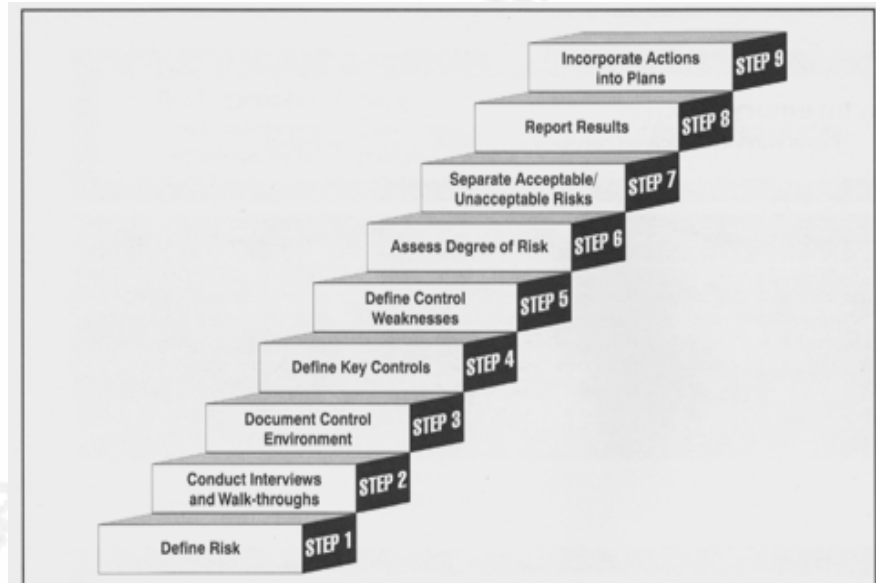 Incorporate Actions
into Plans
STEP 9
Report Results
STEP 8
Separate Acceptable/
Unacceptable Risks
STEP 7
Assess Degree of Risk
STEP 6
Define Control
Weaknesses
STEP 5
Define Key Controls
STEP 4
Document Control
Environment
STEP 3
Conduct Interviews
and Walk-throughs
STEP 2
Define Risk
STEP 1